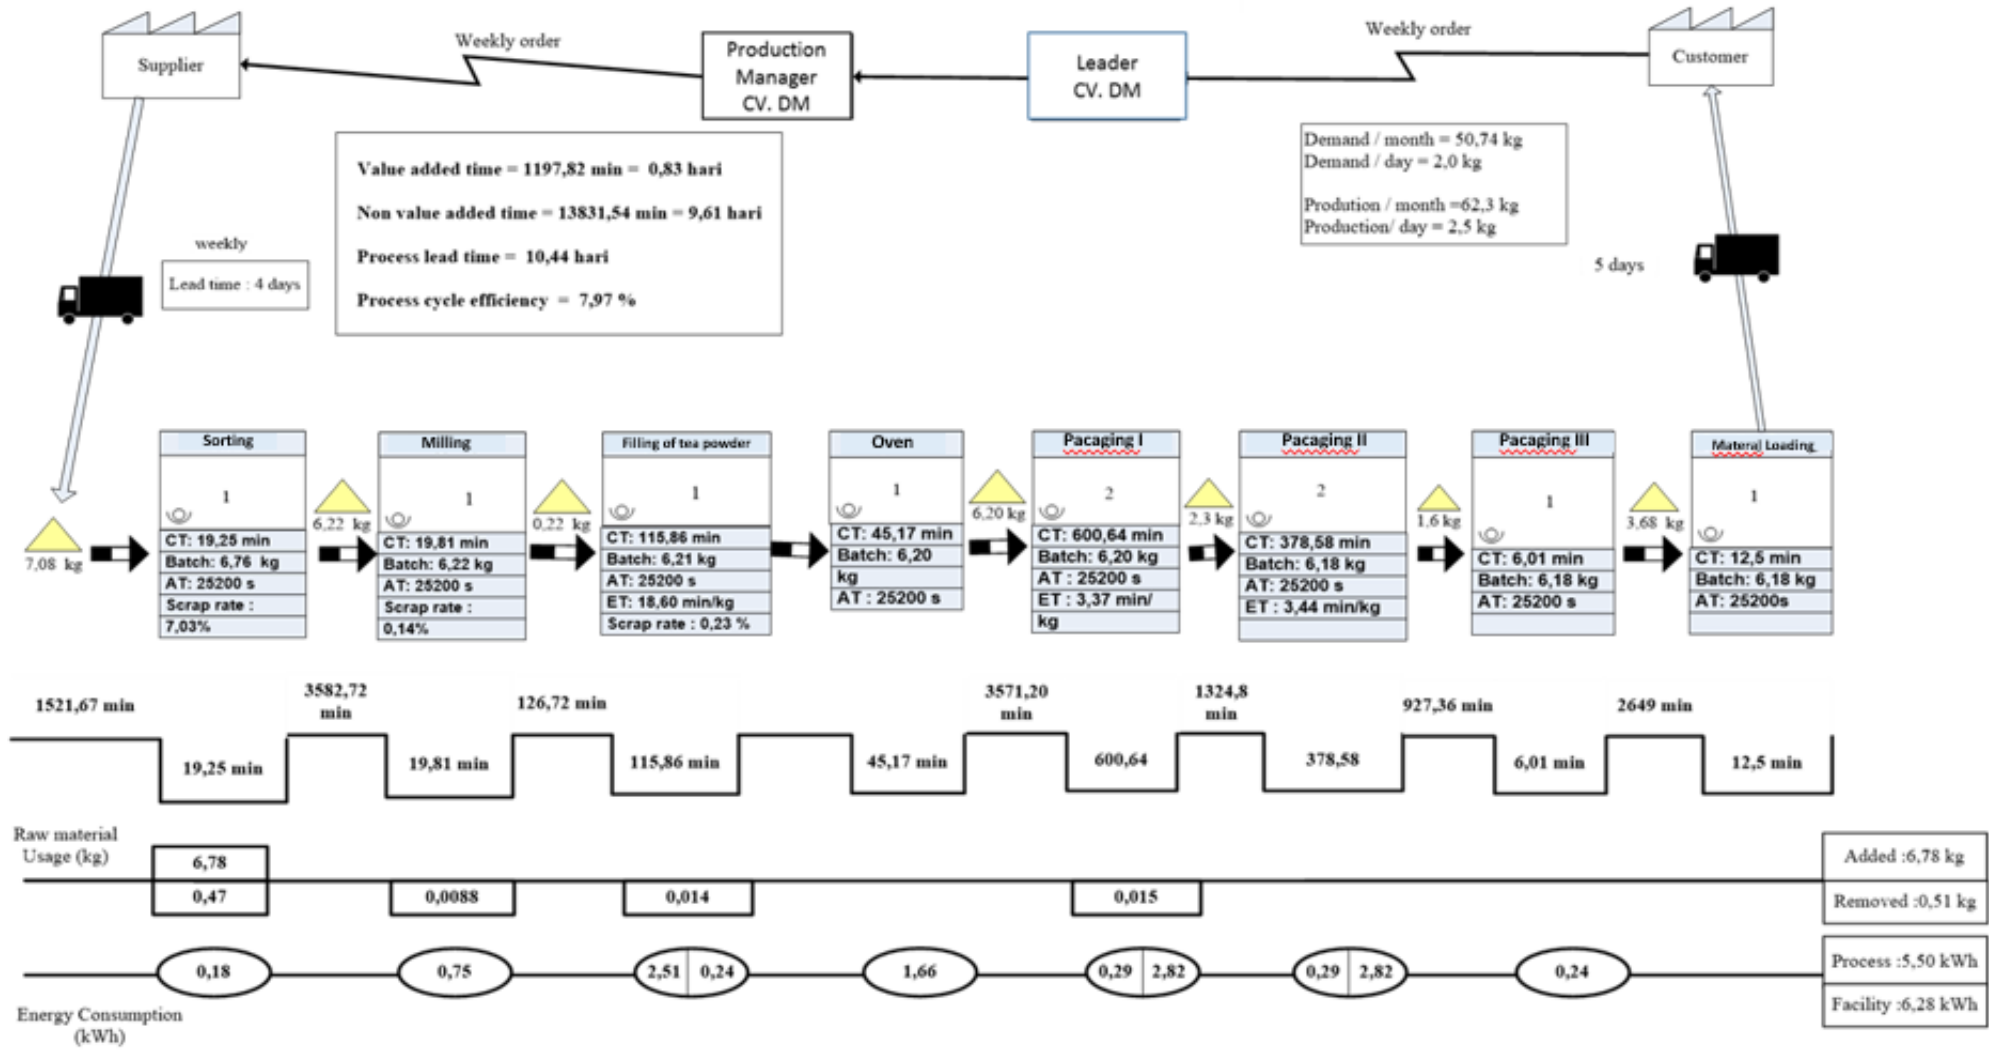 Supplier
Weekly order
Production
Manager
CV. DM
Leader
CV. DM
Weekly order
Customer
Value added time = 1197,82 min = 0,83 hari
Non value added time = 13831,54 min = 9,61 hari
Process lead time = 10,44 hari
Process cycle efficiency = 7,97 %
Demand / month = 50,74 kg
Demand / day = 2,0 kg
Prodution / month =62,3 kg
Production/ day = 2,5 kg
weekly
Lead time : 4 days
5 days
7,08 kg
Sorting
1
CT: 19,25 min
Batch: 6,76 kg
AT: 25200 s
Scrap rate :
7,03%
6,22 kg
Milling
1
CT: 19,81 min
Batch: 6,22 kg
AT: 25200 s
Scrap rate :
0,14%
0,22 kg
Filling of tea powder
1
CT: 115,86 min
Batch: 6,21 kg
AT: 25200 s
ET: 18,60 min/kg
Scrap rate : 0,23 %
Oven
1
CT: 45,17 min
Batch: 6,20
kg
AT : 25200 s
6,20 kg
Pacaging I
2
CT: 600,64 min
Batch: 6,20 kg
AT : 25200 s
ET : 3,37 min/
kg
2,3 kg
Pacaging II
2
CT: 378,58 min
Batch: 6,18 kg
AT: 25200 s
ET : 3,44 min/kg
1,6 kg
Pacaging III
1
CT: 6,01 min
Batch: 6,18 kg
AT: 25200 s
3,68 kg
Materal Loading
1
CT: 12,5 min
Batch: 6,18 kg
AT: 25200s
1521,67 min
19,25 min
3582,72
min
19,81 min
126,72 min
115,86 min
45,17 min
3571,20
min
600,64
1324,8
min
378,58
927,36 min
6,01 min
2649 min
12,5 min
Raw material
Usage (kg)
6,78
0,47
0,0088
0,014
0,015
Added :6,78 kg
Removed :0,51 kg
Energy Consumption
(kWh)
0,18
0,75
2,51 0,24
1,66
0,29 2,82
0,29 2,82
0,24
Process :5,50 kWh
Facility :6,28 kWh